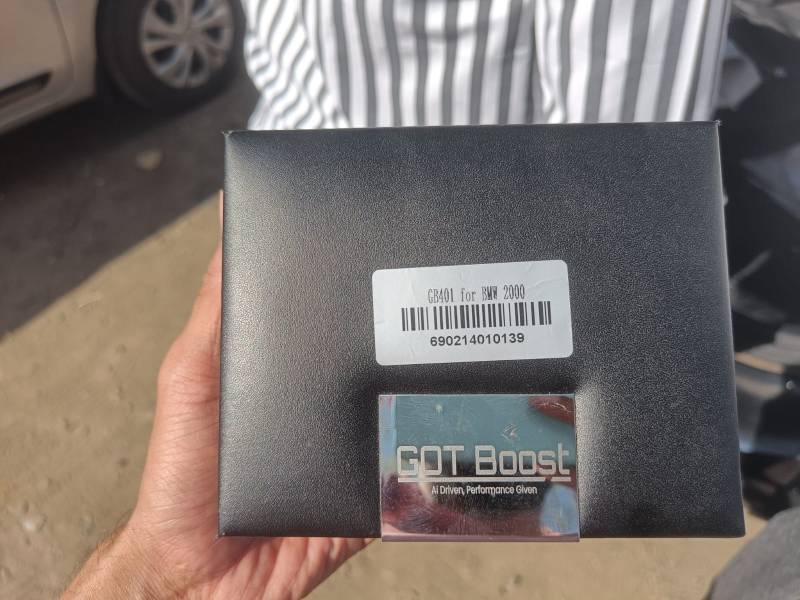 GB401 for BMW 2000
690214010139
GOT Boost
Ai Driven, Performance Given